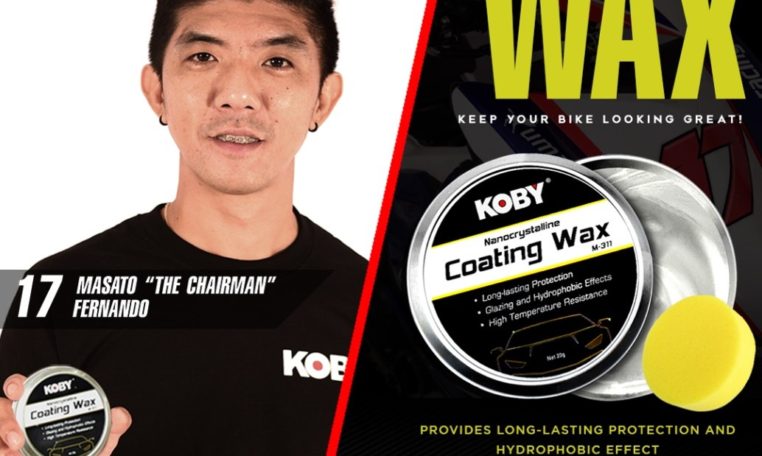 WAX
KEEP YOUR BIKE LOOKING GREAT!
17
MASATO "THE CHAIRMAN"
FERNANDO
KOBY
KOBY
Nanocrystalline
Coating Wax
KOBY®
Nanocrystalline
Coating Wax
M-311
• Long-lasting Protection
• Glazing and Hydrophobic Effects
• High Temperature Resistance
Net 20g
PROVIDES LONG-LASTING PROTECTION AND
HYDROPHOBIC EFFECT